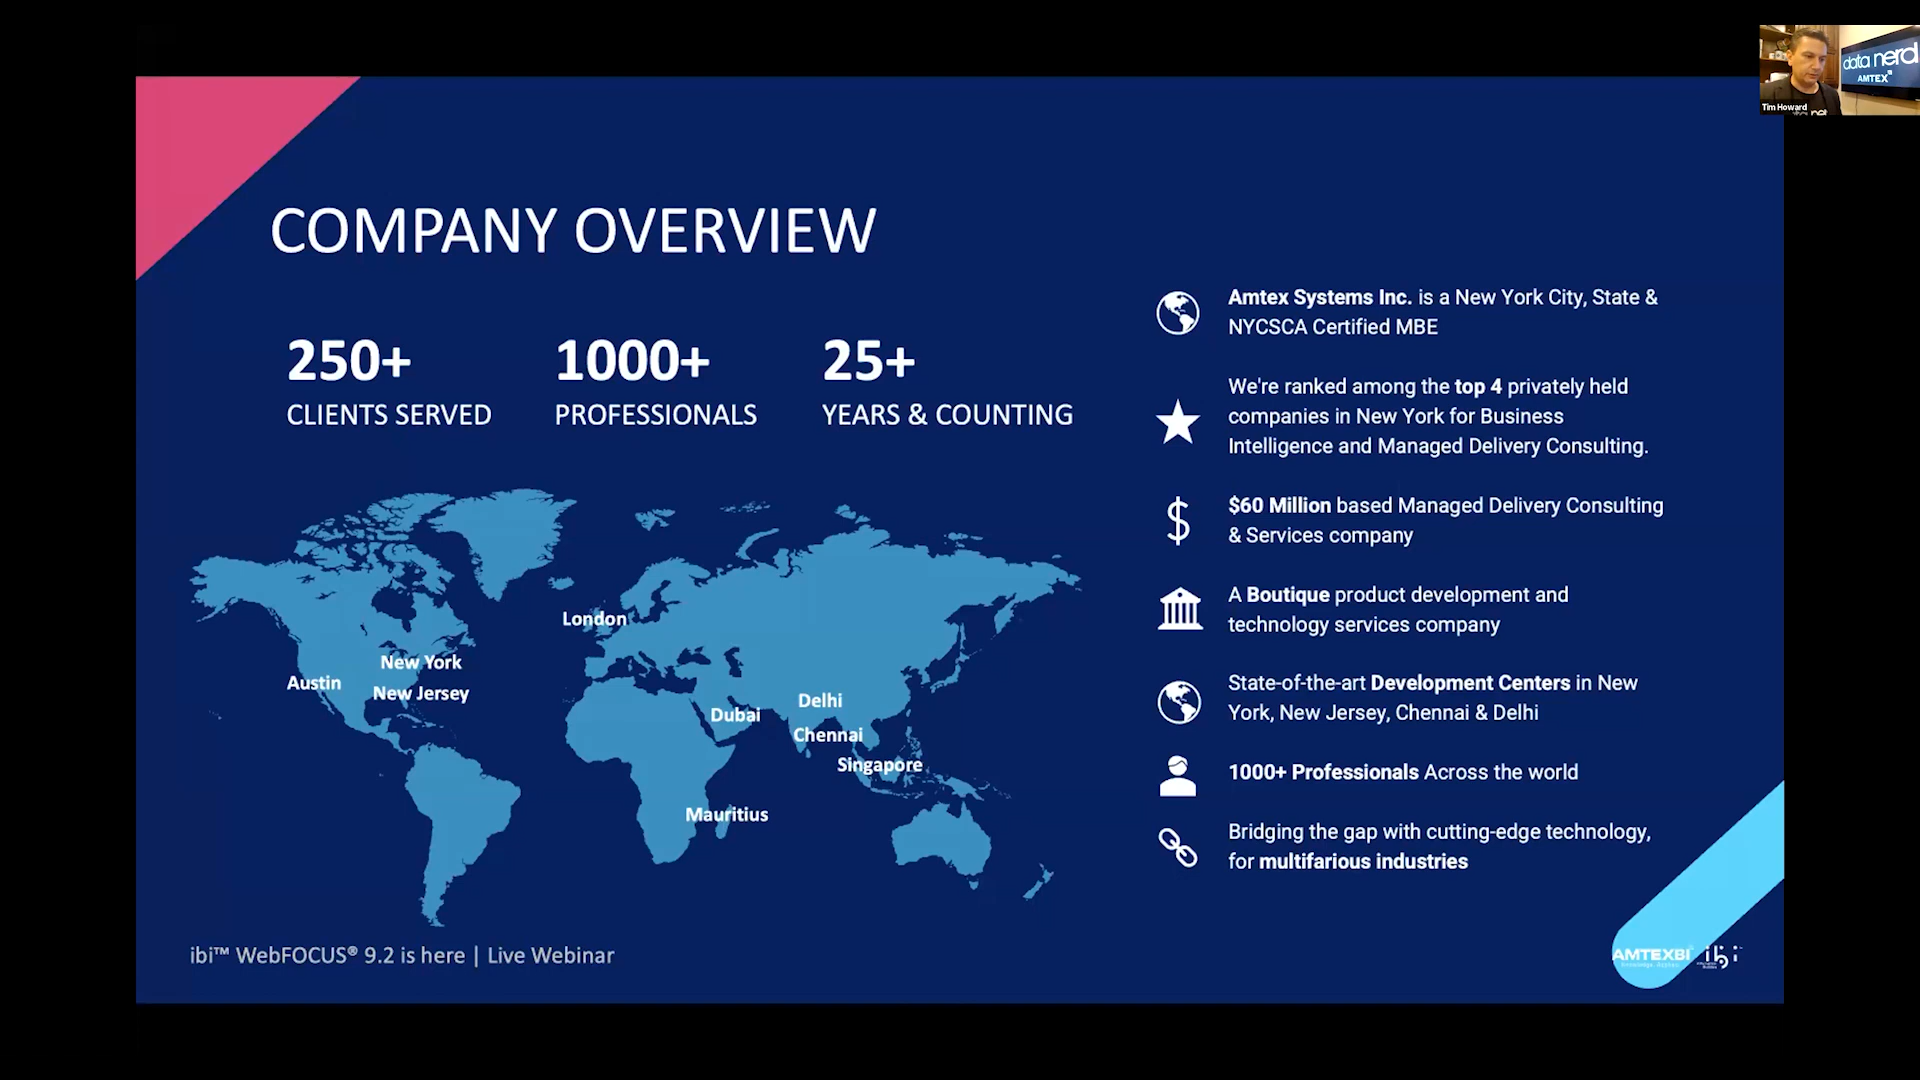 data nerd
AMTEX
Tim Howard
COMPANY OVERVIEW
250+
CLIENTS SERVED
1000+
PROFESSIONALS
25+
YEARS & COUNTING
London
New York
Austin
New Jersey
Delhi
Dubai
Chennai
Singapore
Mauritius
Amtex Systems Inc. is a New York City, State &
NYCSCA Certified MBE
We're ranked among the top 4 privately held
companies in New York for Business
Intelligence and Managed Delivery Consulting.
$60 Million based Managed Delivery Consulting
& Services company
A Boutique product development and
technology services company
State-of-the-art Development Centers in New
York, New Jersey, Chennai & Delhi
1000+ Professionals Across the world
Bridging the gap with cutting-edge technology,
for multifarious industries
ibi™ WebFOCUS® 9.2 is here | Live Webinar
AMTEXBI
ibi